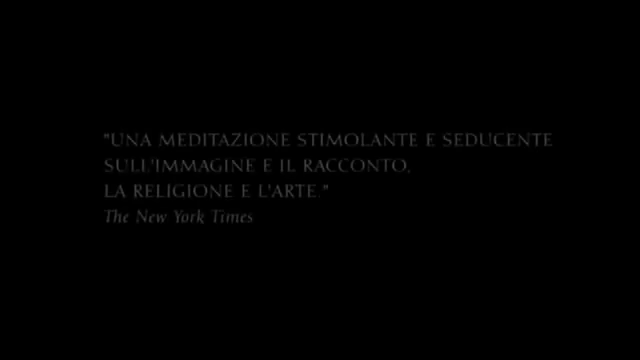 "UNA MEDITAZIONE STIMOLANTE E SEDUCENTE
SULL'IMMAGINE E IL RACCONTO,
LA RELIGIONE E L'ARTE."
The New York Times